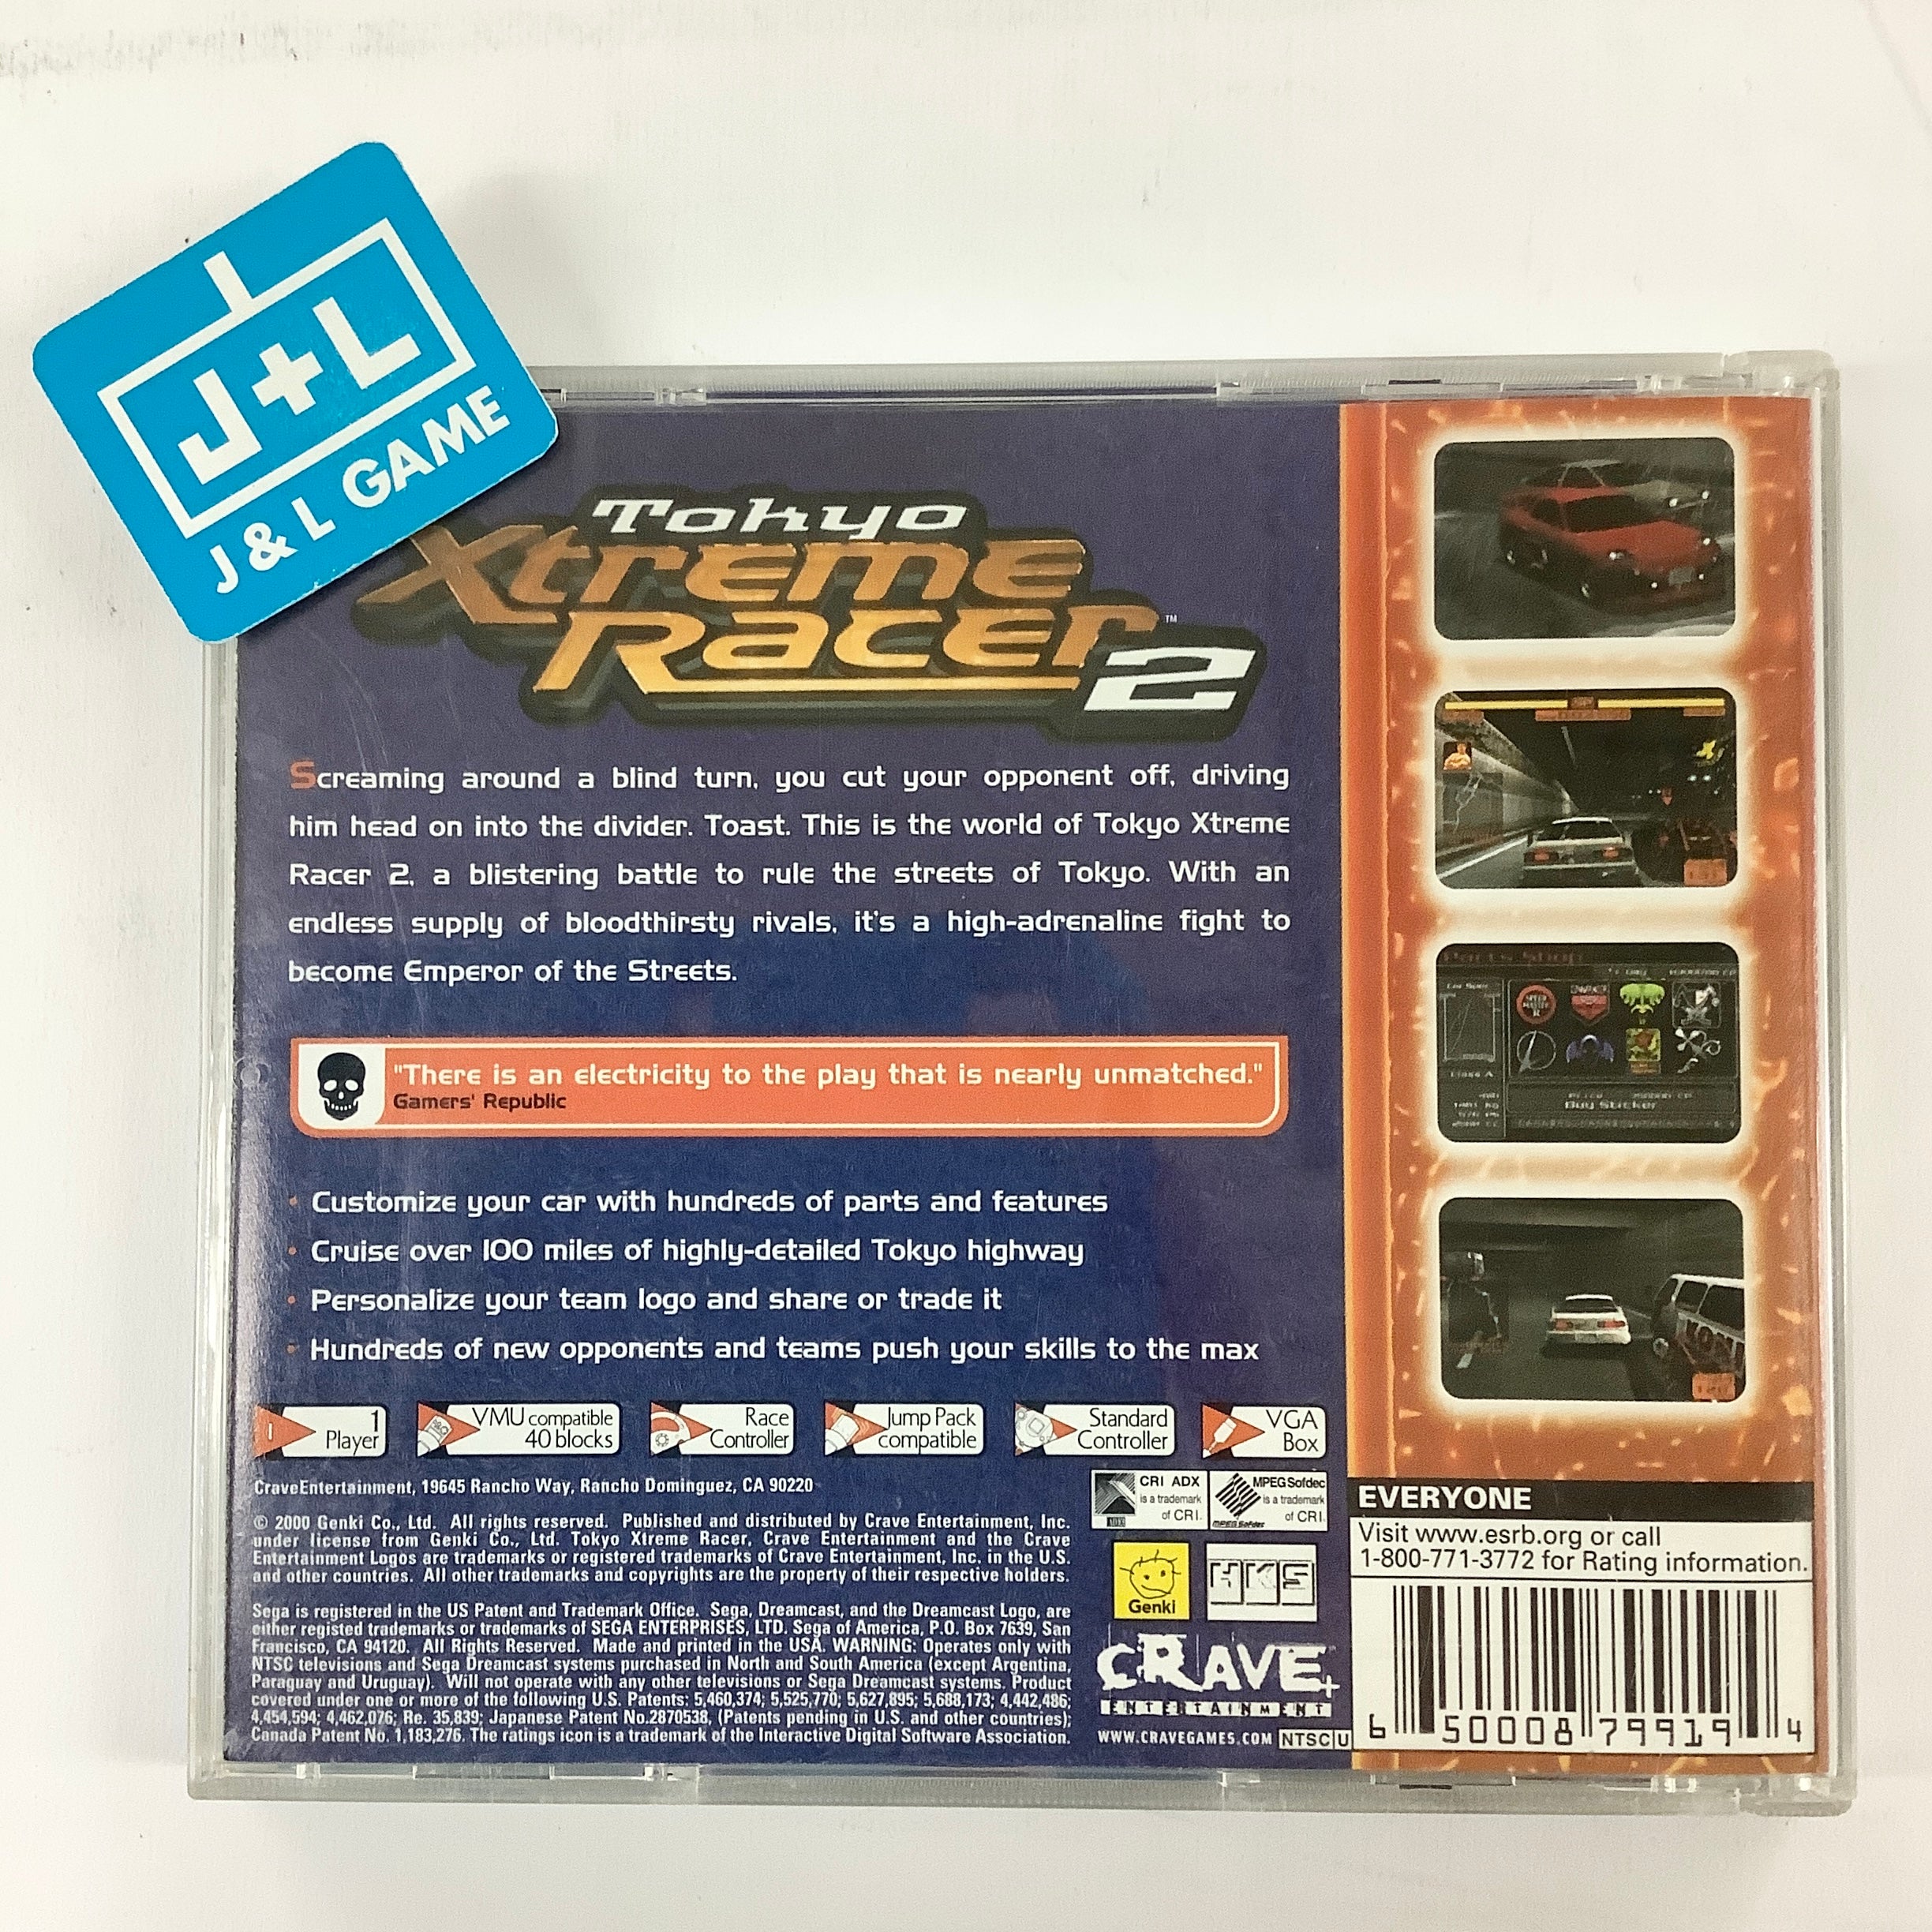 J+L
J & L GAME
Tokyo
Xtreme
Racer™
2
Screaming around a blind turn, you cut your opponent off, driving
him head on into the divider. Toast. This is the world of Tokyo Xtreme
Racer 2, a blistering battle to rule the streets of Tokyo. With an
endless supply of bloodthirsty rivals, it's a high-adrenaline fight to
become Emperor of the Streets.
"There is an electricity to the play that is nearly unmatched."
Gamers' Republic
• Customize your car with hundreds of parts and features
• Cruise over 100 miles of highly-detailed Tokyo highway
• Personalize your team logo and share or trade it
• Hundreds of new opponents and teams push your skills to the max
1
Player
VMU compatible
40 blocks
Race
Controller
Jump Pack
compatible
Standard
Controller
VGA
Box
CraveEntertainment, 19645 Rancho Way, Rancho Dominguez, CA 90220
© 2000 Genki Co., Ltd. All rights reserved. Published and distributed by Crave Entertainment, Inc.
under license from Genki Co., Ltd. Tokyo Xtreme Racer, Crave Entertainment and the Crave
Entertainment Logos are trademarks or registered trademarks of Crave Entertainment, Inc. in the U.S.
and other countries. All other trademarks and copyrights are the property of their respective holders.
Sega is registered in the US Patent and Trademark Office. Sega, Dreamcast, and the Dreamcast Logo, are
either registed trademarks or trademarks of SEGA ENTERPRISES, LTD. Sega of America, P.O. Box 7639, San
Francisco, CA 94120. All Rights Reserved. Made and printed in the USA. WARNING: Operates only with
NTSC televisions and Sega Dreamcast systems purchased in North and South America (except Argentina,
Paraguay and Uruguay). Will not operate with any other televisions or Sega Dreamcast systems. Product
covered under one or more of the following U.S. Patents: 5,460,374; 5,525,770; 5,627,895; 5,688,173; 4,442,486;
4,454,594; 4,462,076; Re. 35,839; Japanese Patent No.2870538, (Patents pending in U.S. and other countries);
Canada Patent No. 1,183,276. The ratings icon is a trademark of the Interactive Digital Software Association.
CRI ADX
is a trademark
of CRI.
MPEG Sofdec
is a trademark
of CRI.
MPEG Sofdec
Genki
HKS
CRAVE
ENTERTAINMENT
WWW.CRAVEGAMES.COM NTSC U
Parts Shop
Buy Sticker
EVERYONE
Visit www.esrb.org or call
1-800-771-3772 for Rating information.
6 50008 79919 4